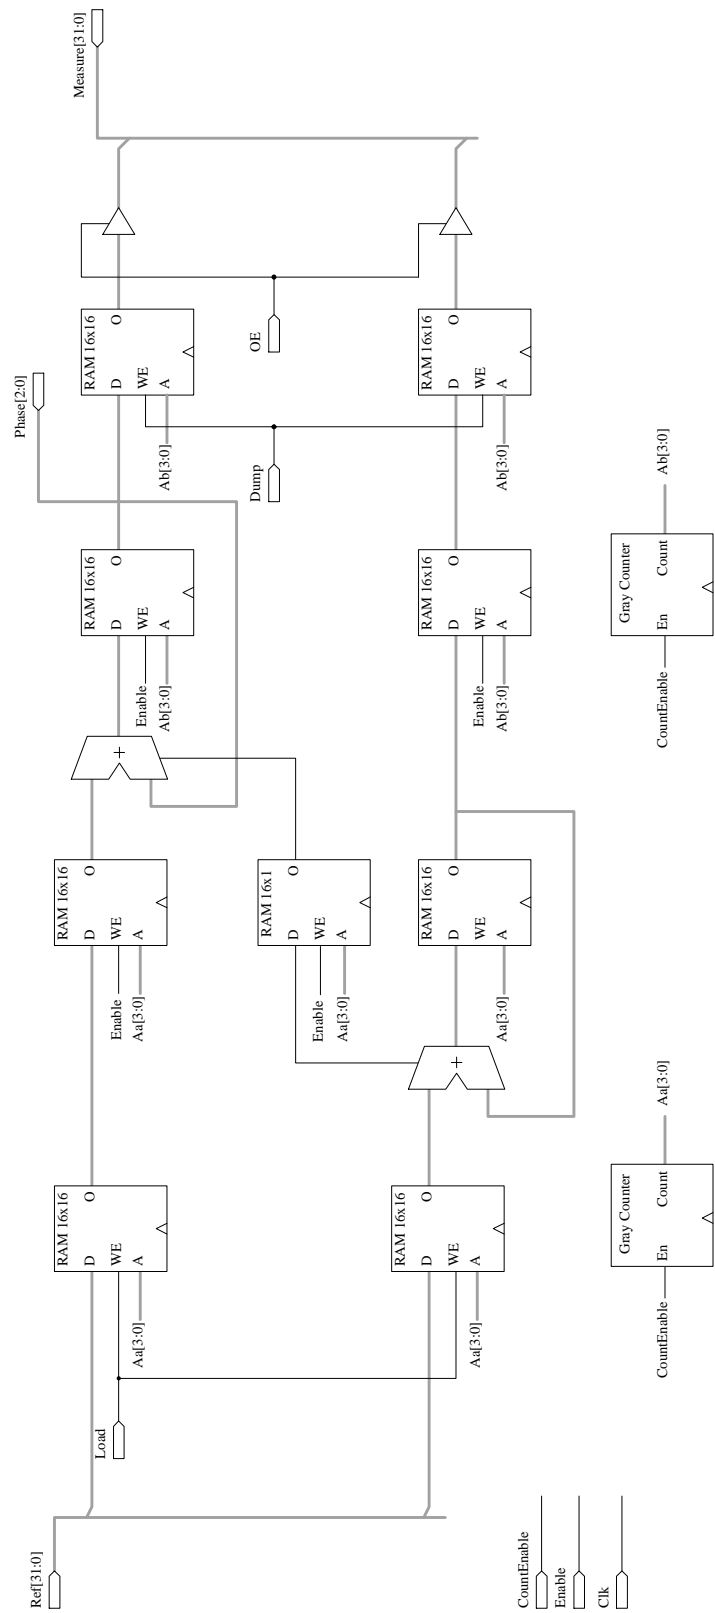 Measure[31:0]
RAM 16x16
D
O
WE
A
Ab[3:0]
OE
RAM 16x16
D
O
WE
A
Ab[3:0]
Phase[2:0]
Dump
RAM 16x16
D
O
WE
A
Enable
Ab[3:0]
RAM 16x16
D
O
WE
A
Enable
Ab[3:0]
Gray Counter
En
Count
CountEnable
Ab[3:0]
+
RAM 16x16
D
O
WE
A
Enable
Aa[3:0]
RAM 16x1
D
O
WE
A
Enable
Aa[3:0]
RAM 16x16
D
O
WE
A
Aa[3:0]
+
RAM 16x16
D
O
WE
A
Aa[3:0]
RAM 16x16
D
O
WE
A
Aa[3:0]
Gray Counter
En
Count
CountEnable
Aa[3:0]
Load
Ref[31:0]
CountEnable
Enable
Clk